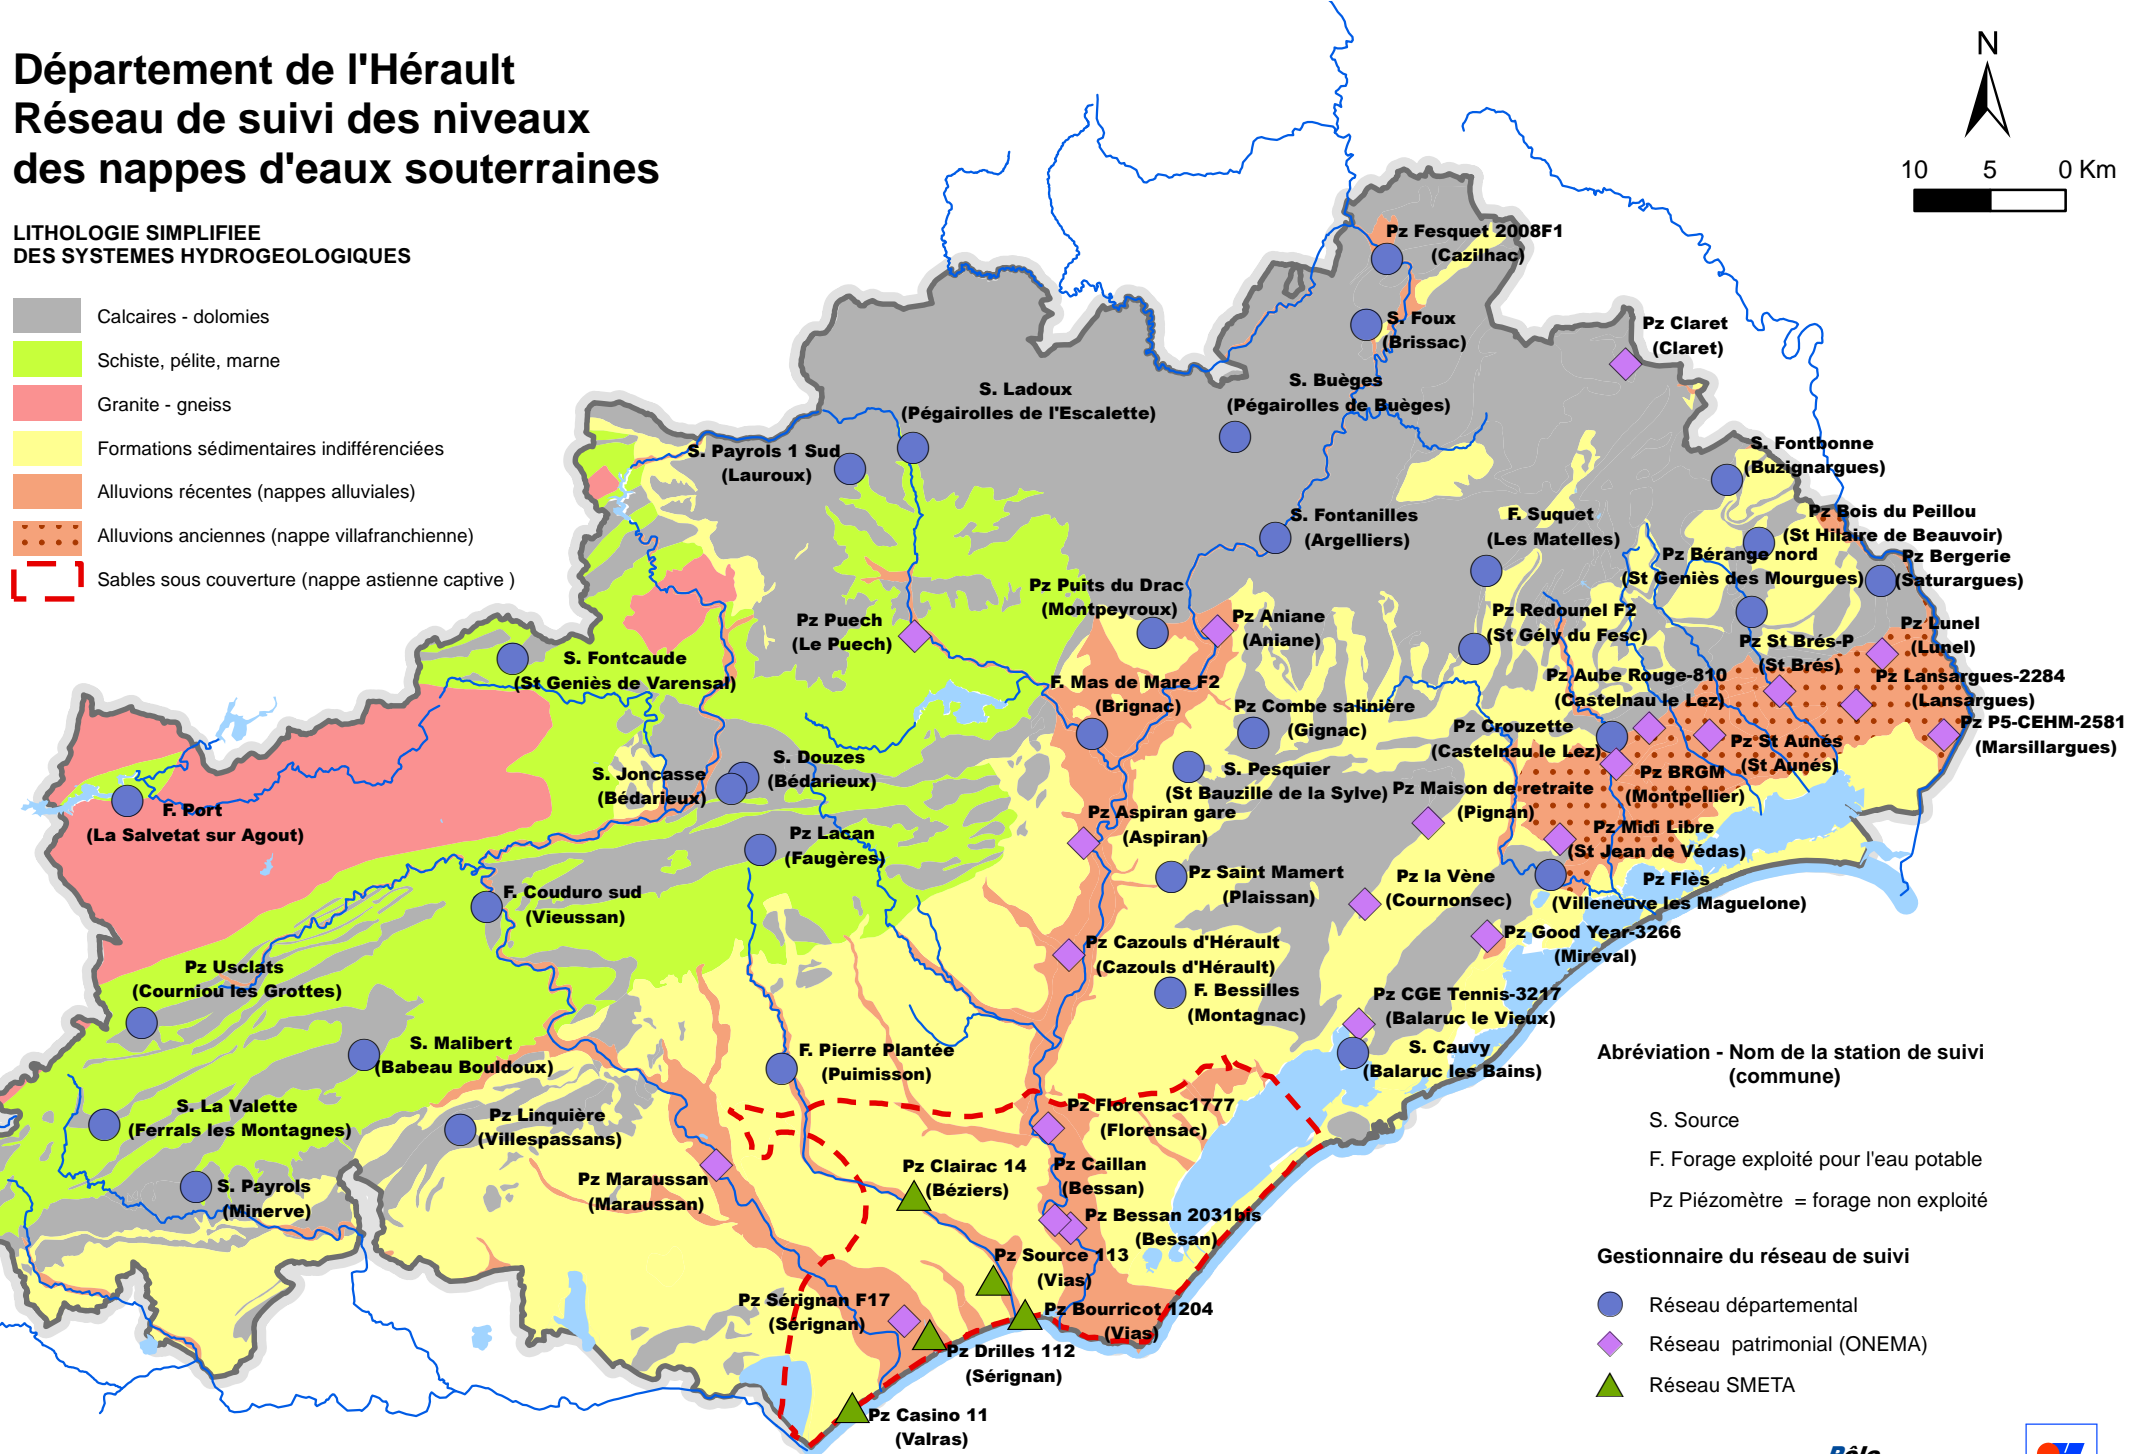 Département de l'Hérault
Réseau de suivi des niveaux
des nappes d'eaux souterraines
LITHOLOGIE SIMPLIFIEE
DES SYSTEMES HYDROGEOLOGIQUES
Calcaires - dolomies
Schiste, pélite, marne
Granite - gneiss
Formations sédimentaires indifférenciées
Alluvions récentes (nappes alluviales)
Alluvions anciennes (nappe villafranchienne)
Sables sous couverture (nappe astienne captive )
N
10 5 0 Km
Pz Fesquet 2008F1
(Cazilhac)
S. Foux
(Brissac)
Pz Claret
(Claret)
S. Ladoux
(Pégairolles de l'Escalette)
S. Buèges
(Pégairolles de Buèges)
S. Payrols 1 Sud
(Lauroux)
S. Fontbonne
(Buzignargues)
S. Fontanilles
(Argelliers)
F. Suquet
(Les Matelles)
Pz Bois du Peillou
(St Hilaire de Beauvoir)
Pz Bérange nord
(St Geniès des Mourgues)
Pz Bergerie
(Saturargues)
Pz Puits du Drac
(Montpeyroux)
Pz Aniane
(Aniane)
Pz Redounel F2
(St Gély du Fesc)
Pz Puech
(Le Puech)
Pz Lunel
(Lunel)
Pz St Brés-P
(St Brés)
S. Fontcaude
(St Geniès de Varensal)
F. Mas de Mare F2
(Brignac)
Pz Aube Rouge-810
(Castelnau le Lez)
Pz Lansargues-2284
(Lansargues)
Pz Combe salinière
(Gignac)
Pz Crouzette
(Castelnau le Lez)
Pz P5-CEHM-2581
(Marsillargues)
Pz St Aunés
(St Aunés)
S. Douzes
(Bédarieux)
S. Joncasse
(Bédarieux)
S. Pesquier
(St Bauzille de la Sylve)
Pz BRGM
(Montpellier)
Pz Maison de retraite
(Pignan)
F. Port
(La Salvetat sur Agout)
Pz Aspiran gare
(Aspiran)
Pz Lacan
(Faugères)
Pz Midi Libre
(St Jean de Védas)
Pz Saint Mamert
(Plaissan)
Pz la Vène
(Cournonsec)
Pz Flès
(Villeneuve les Maguelone)
F. Couduro sud
(Vieussan)
Pz Good Year-3266
(Mireval)
Pz Cazouls d'Hérault
(Cazouls d'Hérault)
Pz Usclats
(Courniou les Grottes)
F. Bessilles
(Montagnac)
Pz CGE Tennis-3217
(Balaruc le Vieux)
S. Malibert
(Babeau Bouldoux)
F. Pierre Plantée
(Puimisson)
S. Cauvy
(Balaruc les Bains)
S. La Valette
(Ferrals les Montagnes)
Pz Linquière
(Villespassans)
Pz Florensac1777
(Florensac)
S. Payrols
(Minerve)
Pz Maraussan
(Maraussan)
Pz Clairac 14
(Béziers)
Pz Caillan
(Bessan)
Pz Bessan 2031bis
(Bessan)
Pz Source 113
(Vias)
Pz Sérignan F17
(Sérignan)
Pz Bourricot 1204
(Vias)
Pz Drilles 112
(Sérignan)
Pz Casino 11
(Valras)
Abréviation - Nom de la station de suivi
(commune)
S. Source
F. Forage exploité pour l'eau potable
Pz Piézomètre = forage non exploité
Gestionnaire du réseau de suivi
Réseau départemental
Réseau patrimonial (ONEMA)
Réseau SMETA